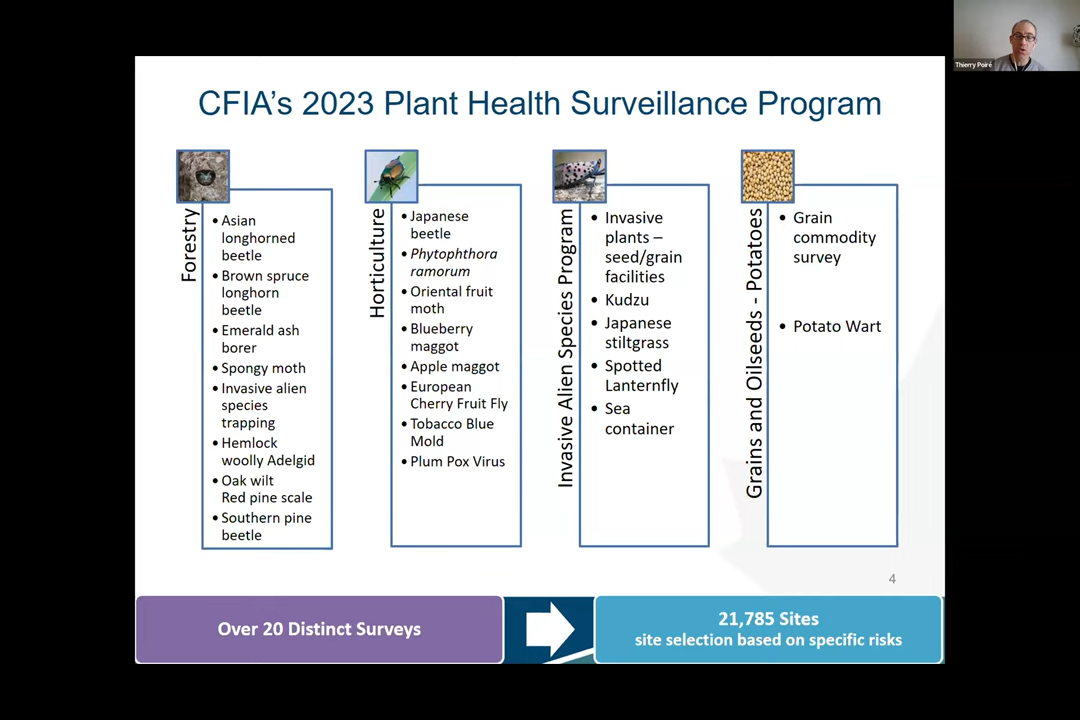 Thierry Poiré
CFIA's 2023 Plant Health Surveillance Program
Forestry
• Asian
longhorned
beetle
• Brown spruce
longhorn
beetle
• Emerald ash
borer
• Spongy moth
• Invasive alien
species
trapping
• Hemlock
woolly Adelgid
• Oak wilt
Red pine scale
• Southern pine
beetle
Horticulture
• Japanese
beetle
• Phytophthora
ramorum
• Oriental fruit
moth
• Blueberry
maggot
• Apple maggot
• European
Cherry Fruit Fly
• Tobacco Blue
Mold
• Plum Pox Virus
Invasive Alien Species Program
• Invasive
plants –
seed/grain
facilities
• Kudzu
• Japanese
stiltgrass
• Spotted
Lanternfly
• Sea
container
Grains and Oilseeds - Potatoes
• Grain
commodity
survey
• Potato Wart
4
Over 20 Distinct Surveys
21,785 Sites
site selection based on specific risks